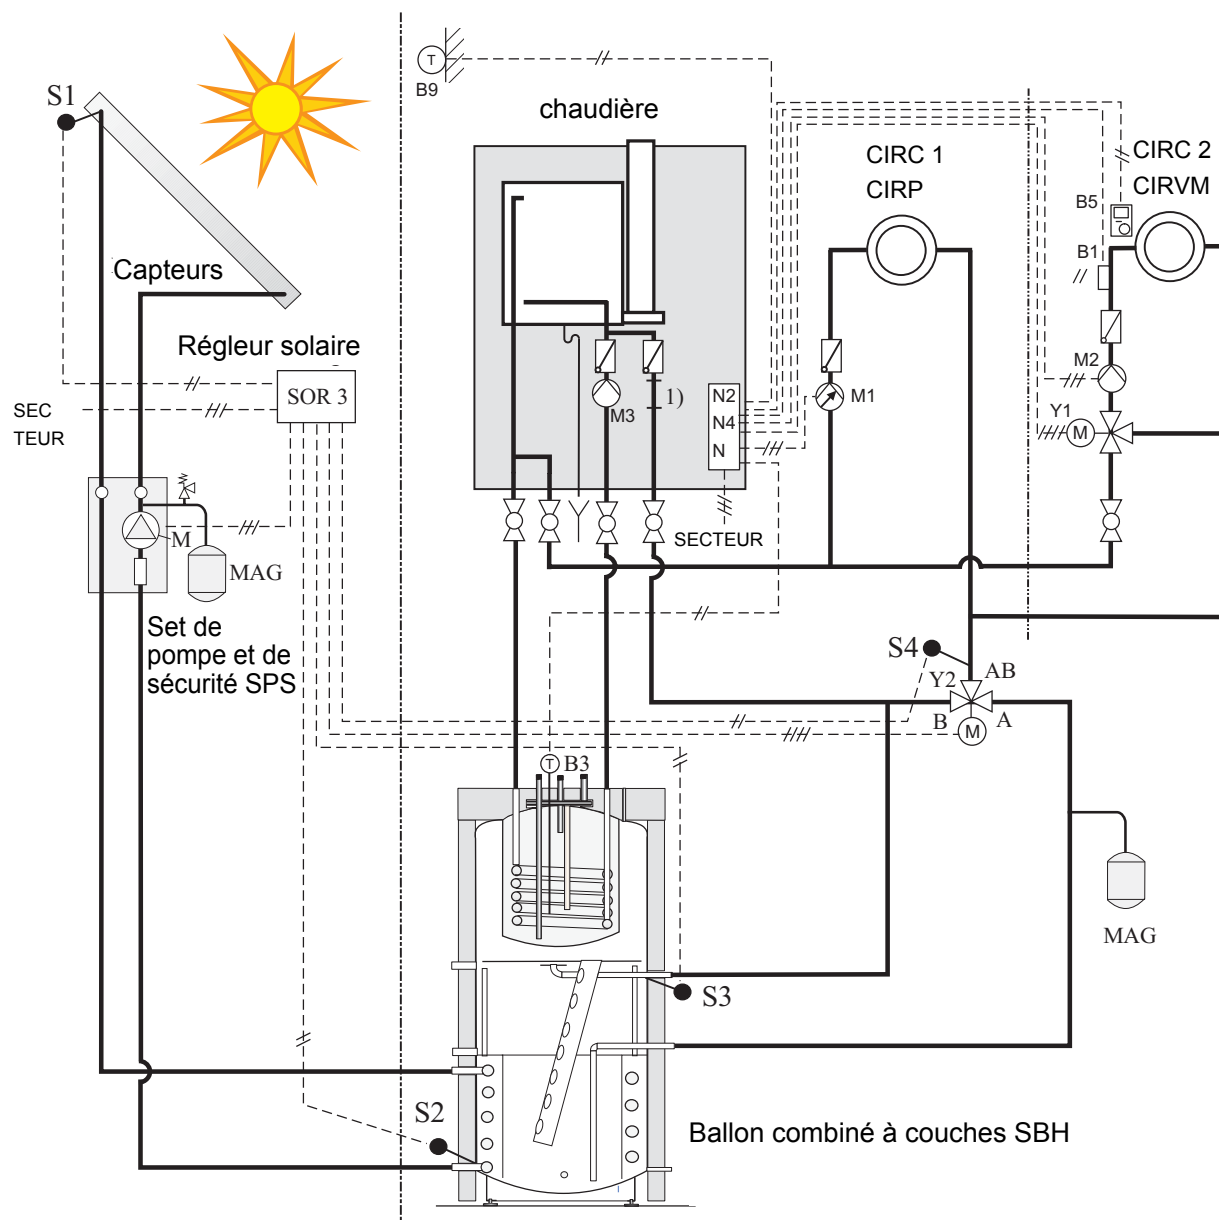 S1
T
B9
chaudière
CIRC 1
CIRP
CIRC 2
CIRVM
B5
B1
Capteurs
Régleur solaire
SOR 3
SEC
TEUR
M3
1)
N2
N4
N
M1
M2
Y1
M
M
MAG
SECTEUR
Set de
pompe et de
sécurité SPS
S4
Y2
AB
B
A
M
T
B3
MAG
S3
S2
Ballon combiné à couches SBH